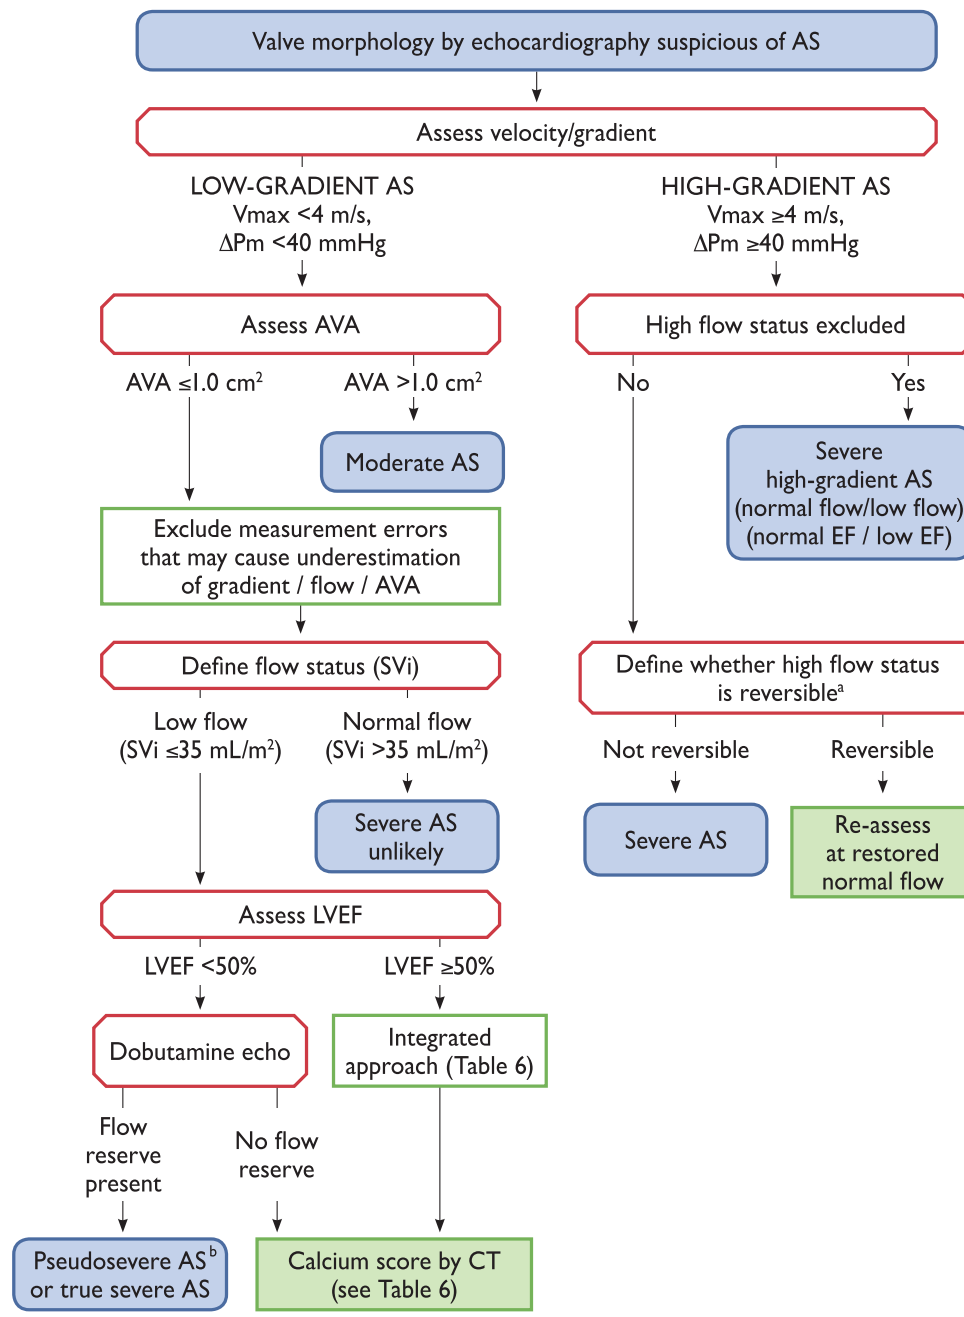 Valve morphology by echocardiography suspicious of AS
Assess velocity/gradient
LOW-GRADIENT AS
Vmax <4 m/s,
ΔPm <40 mmHg
HIGH-GRADIENT AS
Vmax ≥4 m/s,
ΔPm ≥40 mmHg
Assess AVA
High flow status excluded
AVA ≤1.0 cm²
AVA >1.0 cm²
No
Yes
Moderate AS
Severe
high-gradient AS
(normal flow/low flow)
(normal EF / low EF)
Exclude measurement errors
that may cause underestimation
of gradient / flow / AVA
Define flow status (SVi)
Define whether high flow status
is reversibleᵃ
Low flow
(SVi ≤35 mL/m²)
Normal flow
(SVi >35 mL/m²)
Not reversible
Reversible
Severe AS
unlikely
Severe AS
Re-assess
at restored
normal flow
Assess LVEF
LVEF <50%
LVEF ≥50%
Dobutamine echo
Integrated
approach (Table 6)
Flow
reserve
present
No flow
reserve
Pseudosevere ASᵇ
or true severe AS
Calcium score by CT
(see Table 6)